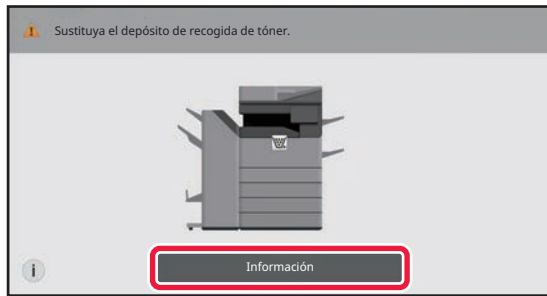 Sustituya el depósito de recogida de tóner.
i
Información